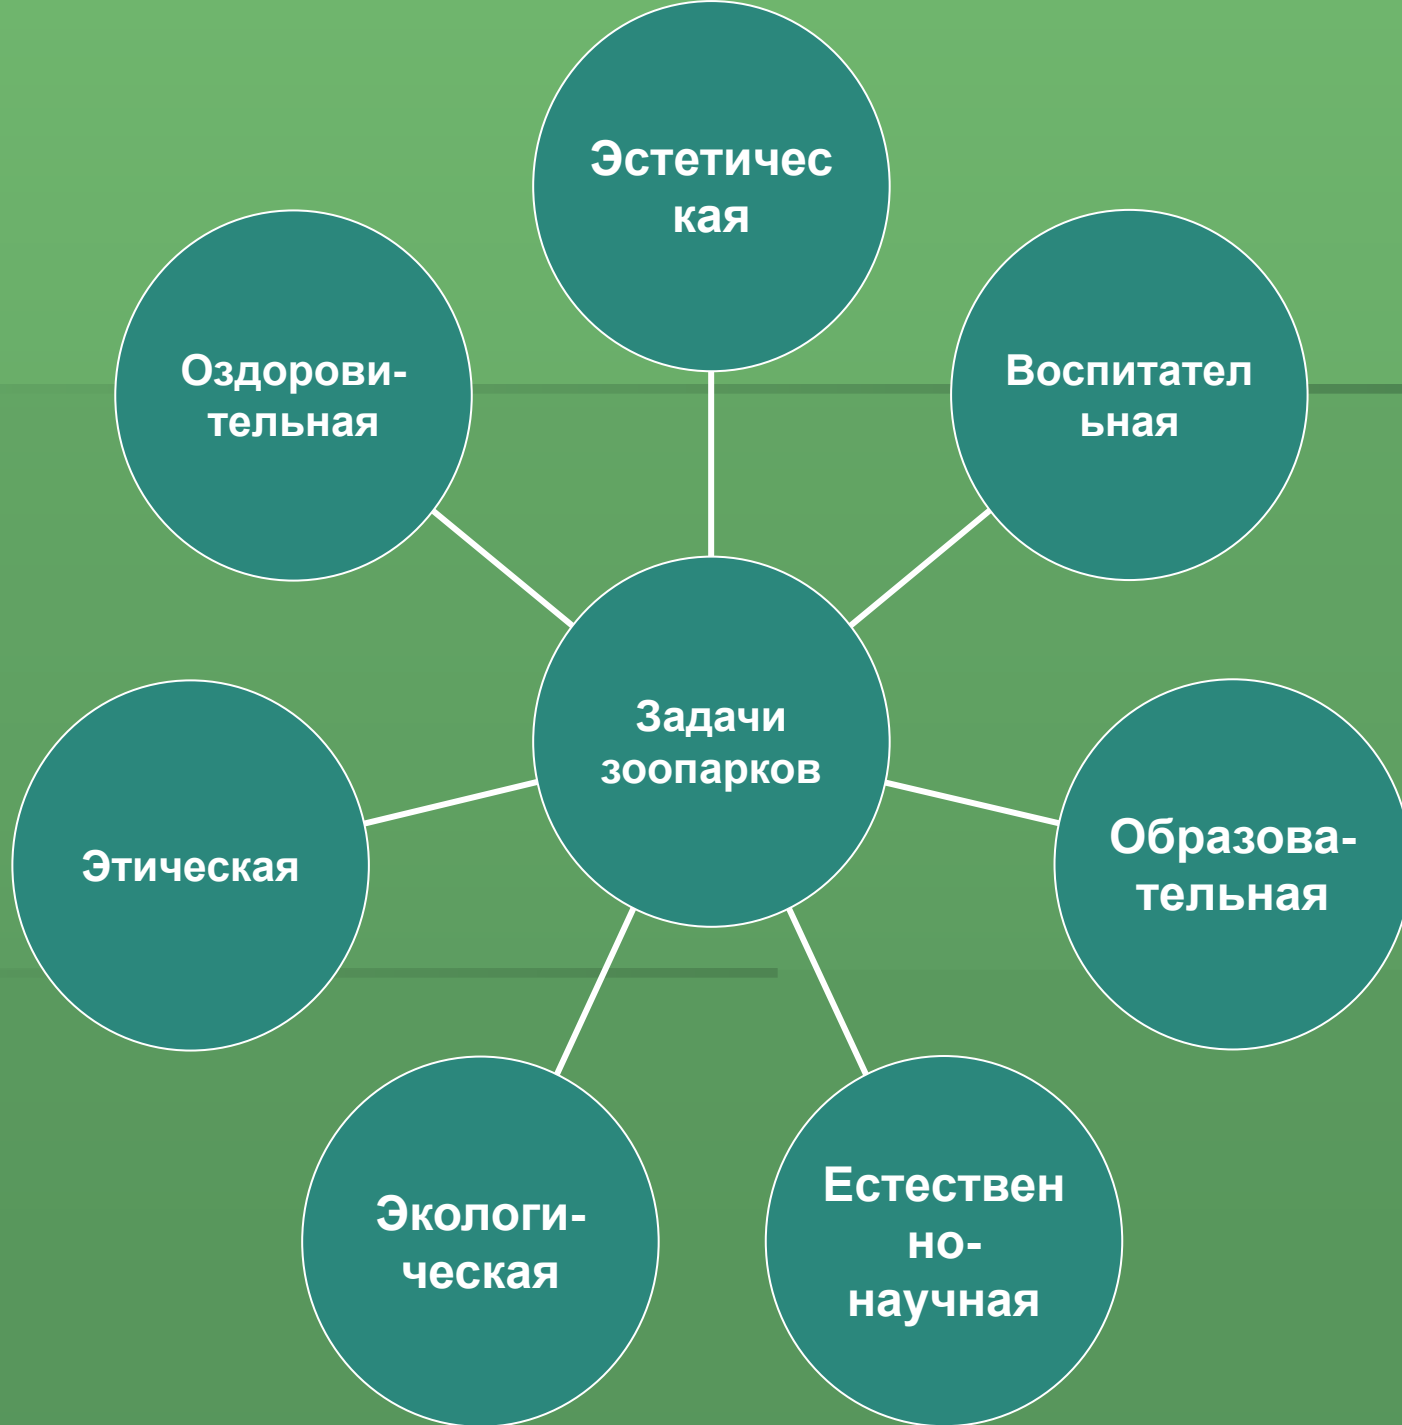 Эстетичес
кая
Оздорови-
тельная
Воспитател
ьная
Задачи
зоопарков
Этическая
Образова-
тельная
Экологи-
ческая
Естествен
но-
научная